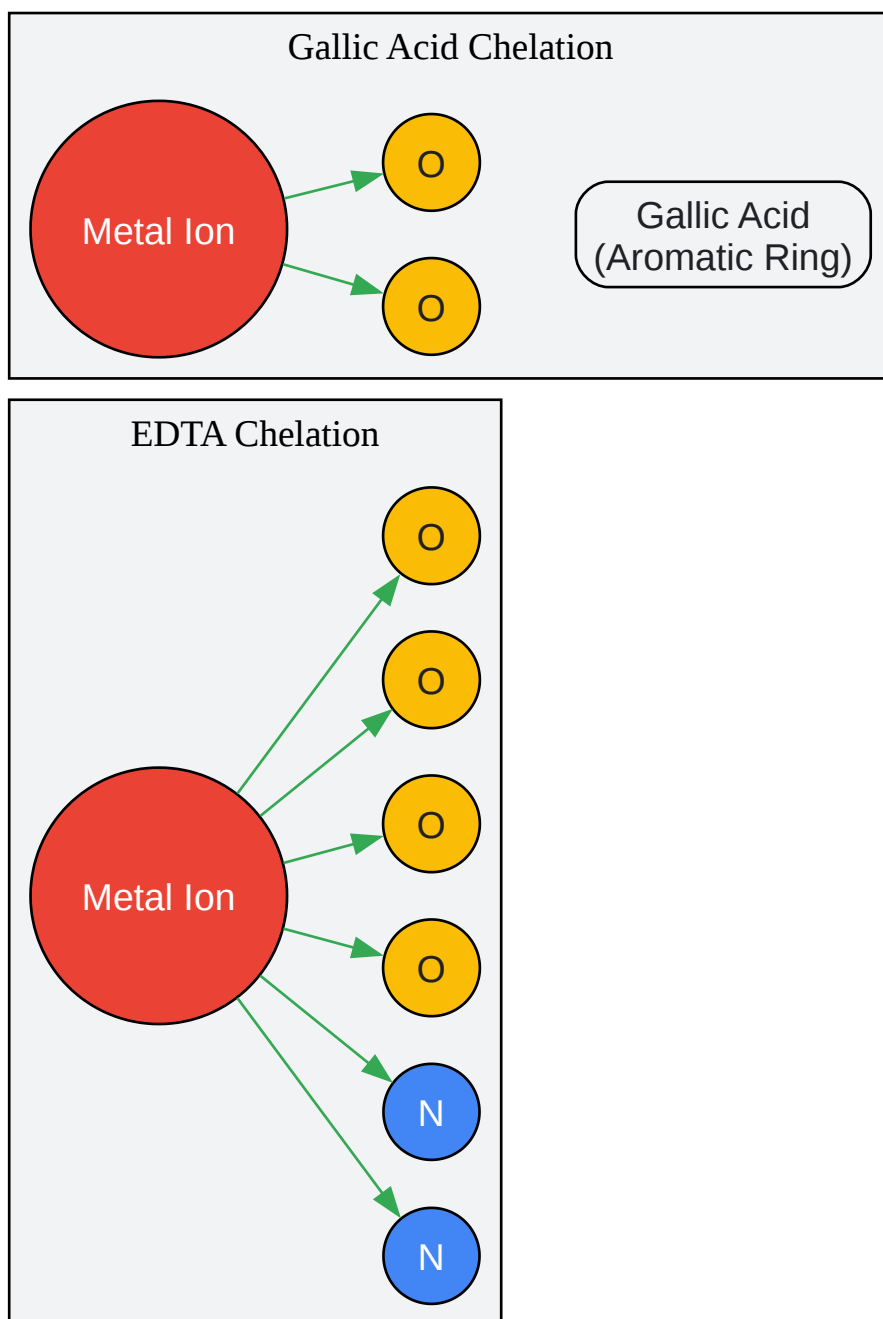 Gallic Acid Chelation
Metal Ion
O
O
Gallic Acid
(Aromatic Ring)
EDTA Chelation
Metal Ion
O
O
O
O
N
N